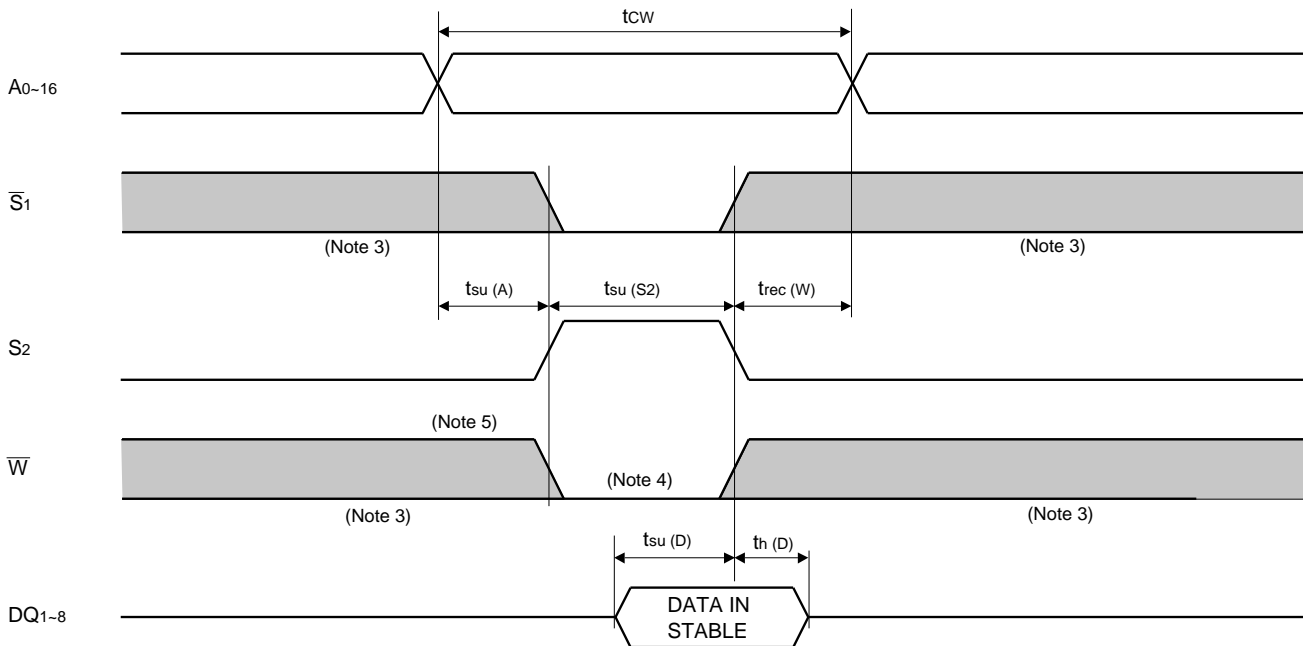 tCW
A0~16
S1
(Note 3) (Note 3)
tsu (A) tsu (S2) trec (W)
S2
(Note 5)
W
(Note 4)
(Note 3) (Note 3)
tsu (D) th (D)
DQ1~8
DATA IN
STABLE